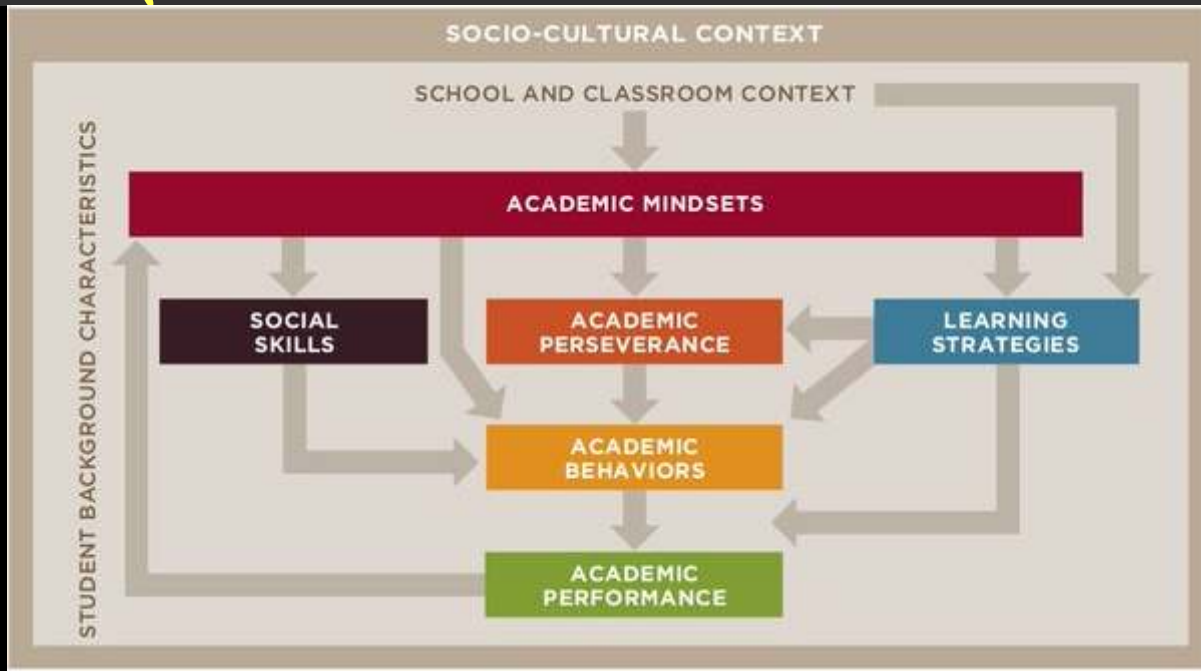 SOCIO-CULTURAL CONTEXT
SCHOOL AND CLASSROOM CONTEXT
STUDENT BACKGROUND CHARACTERISTICS
ACADEMIC MINDSETS
SOCIAL
SKILLS
ACADEMIC
PERSEVERANCE
LEARNING
STRATEGIES
ACADEMIC
BEHAVIORS
ACADEMIC
PERFORMANCE